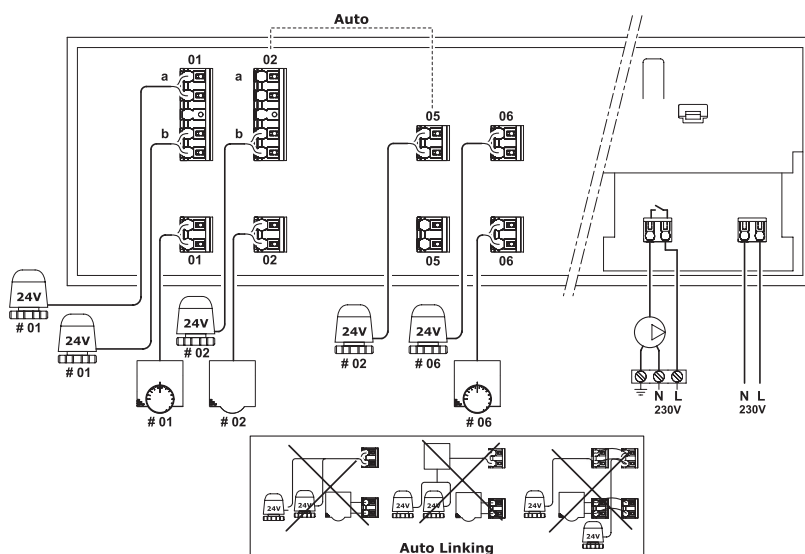 Auto
01 02
a a
05 06
b b
01 02 05 06
24V
# 01
24V
# 01
24V
# 02
24V
# 02
24V
# 06
# 01 # 02 # 06
N L
230V
N L
230V
24V 24V 24V 24V 24V
24V
Auto Linking